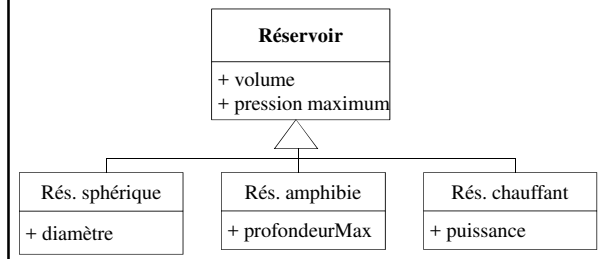 Réservoir
+ volume
+ pression maximum
Rés. sphérique
+ diamètre
Rés. amphibie
+ profondeurMax
Rés. chauffant
+ puissance